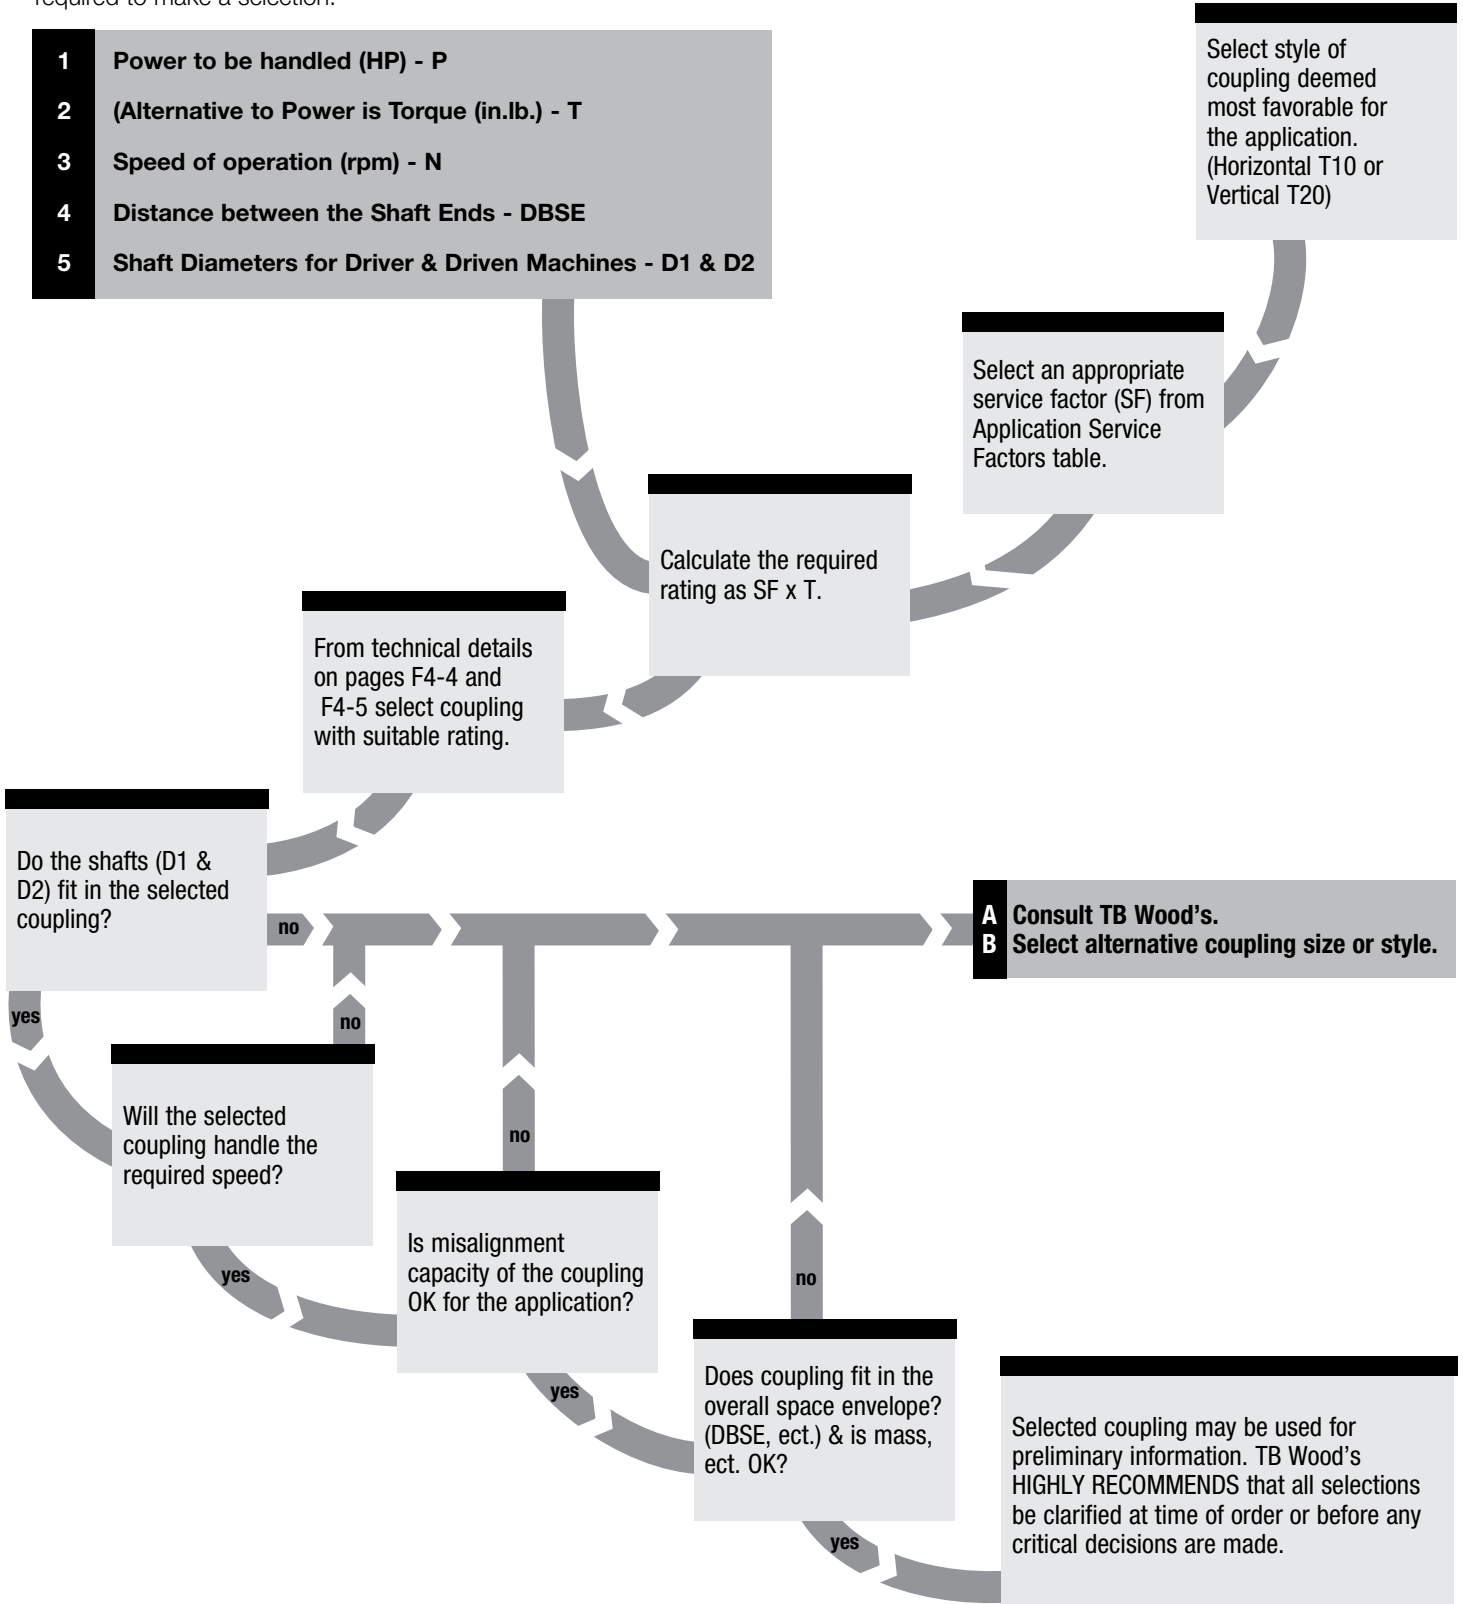 required to make a selection.
1 Power to be handled (HP) - P
2 (Alternative to Power is Torque (in.lb.) - T
3 Speed of operation (rpm) - N
4 Distance between the Shaft Ends - DBSE
5 Shaft Diameters for Driver & Driven Machines - D1 & D2
Select style of
coupling deemed
most favorable for
the application.
(Horizontal T10 or
Vertical T20)
Select an appropriate
service factor (SF) from
Application Service
Factors table.
Calculate the required
rating as SF x T.
From technical details
on pages F4-4 and
F4-5 select coupling
with suitable rating.
Do the shafts (D1 &
D2) fit in the selected
coupling?
no
A Consult TB Wood's.
B Select alternative coupling size or style.
yes
no
Will the selected
coupling handle the
required speed?
no
yes
Is misalignment
capacity of the coupling
OK for the application?
no
yes
Does coupling fit in the
overall space envelope?
(DBSE, ect.) & is mass,
ect. OK?
yes
Selected coupling may be used for
preliminary information. TB Wood's
HIGHLY RECOMMENDS that all selections
be clarified at time of order or before any
critical decisions are made.